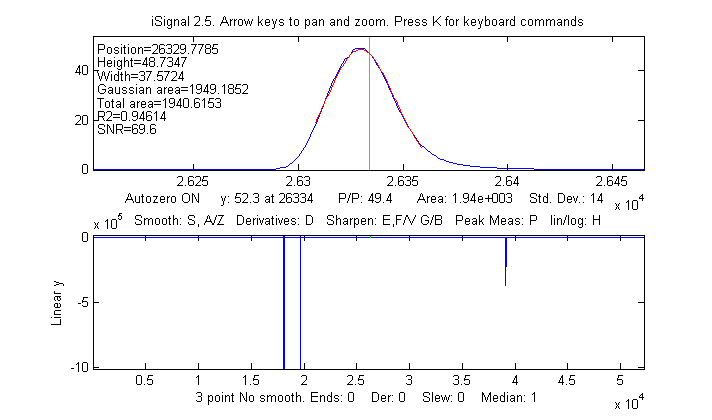 iSignal 2.5. Arrow keys to pan and zoom. Press K for keyboard commands
Position=26329.7785
Height=48.7347
Width=37.5724
Gaussian area=1949.1852
Total area=1940.6153
R2=0.94614
SNR=69.6
40
20
0
2.625 2.63 2.635 2.64 2.645
x 10^4
Autozero ON y: 52.3 at 26334 P/P: 49.4 Area: 1.94e+003 Std. Dev.: 14
x 10^5
Smooth: S, A/Z Derivatives: D Sharpen: E,F/V G/B Peak Meas: P lin/log: H
0
-5
-10
Linear y
0.5 1 1.5 2 2.5 3 3.5 4 4.5 5
x 10^4
3 point No smooth. Ends: 0 Der: 0 Slew: 0 Median: 1